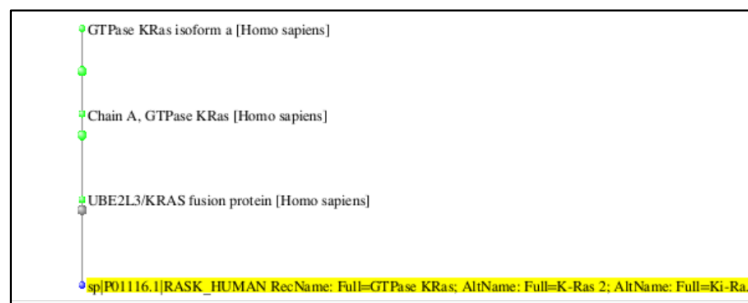 GTPase KRas isoform a [Homo sapiens]
Chain A, GTPase KRas [Homo sapiens]
UBE2L3/KRAS fusion protein [Homo sapiens]
sp|P01116.1|RASK_HUMAN RecName: Full=GTPase KRas; AltName: Full=K-Ras 2; AltName: Full=Ki-Ra.